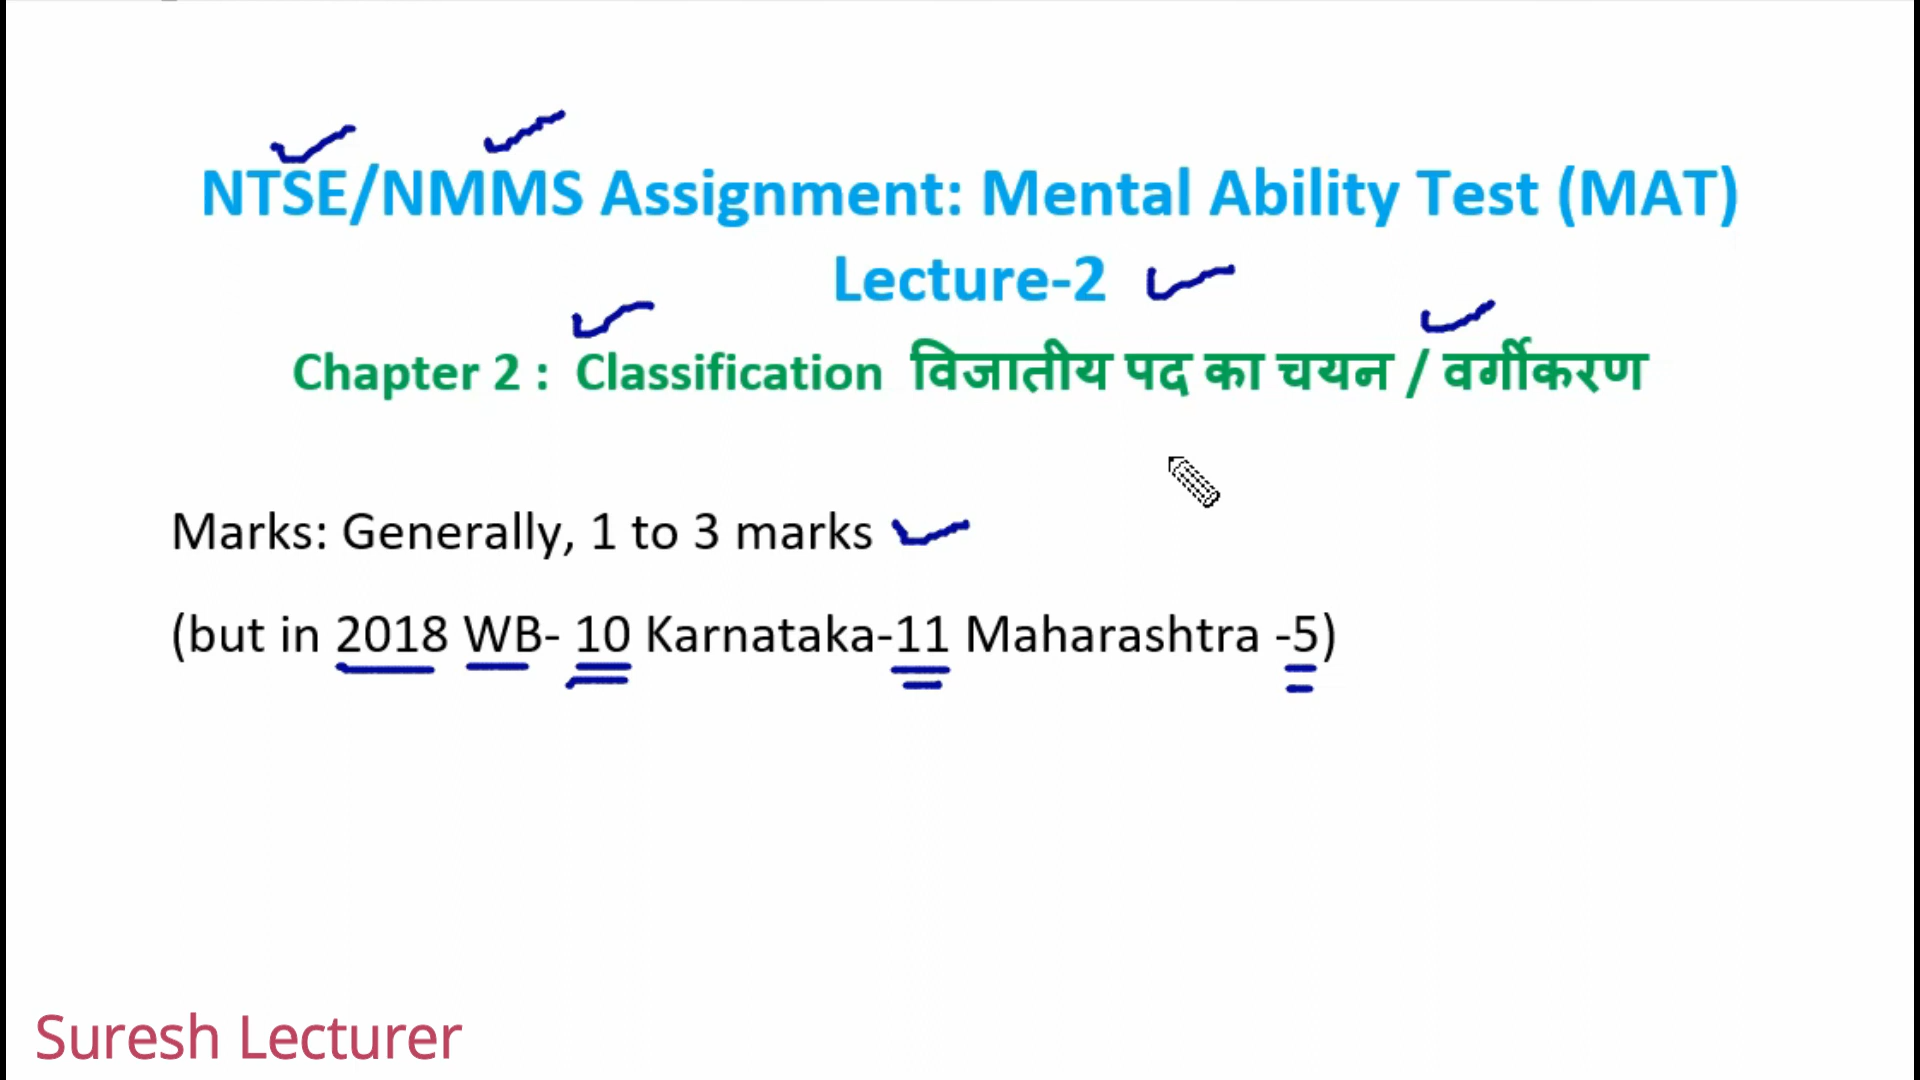 NTSE/NMMS Assignment: Mental Ability Test (MAT)
Lecture-2
Chapter 2 : Classification विजातीय पद का चयन / वर्गीकरण
Marks: Generally, 1 to 3 marks
(but in 2018 WB- 10 Karnataka-11 Maharashtra -5)
Suresh Lecturer